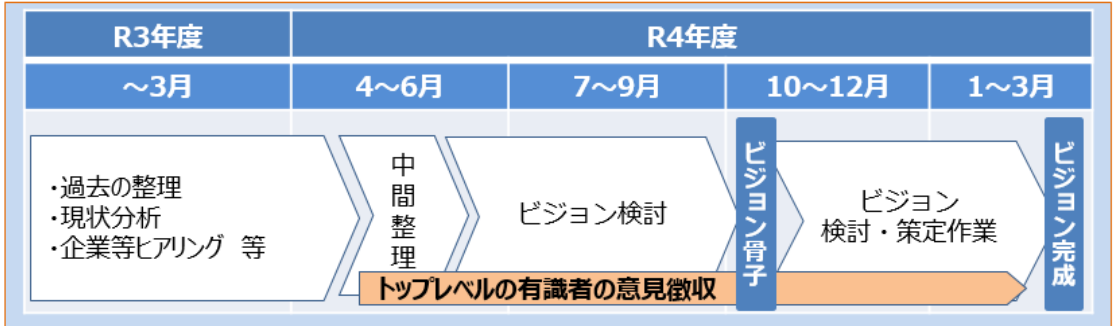 R3年度
R4年度
～3月
4～6月
7～9月
10～12月
1～3月
・過去の整理
・現状分析
・企業等ヒアリング 等
中間整理
ビジョン検討
ビジョン骨子
ビジョン
検討・策定作業
ビジョン完成
トップレベルの有識者の意見徴収